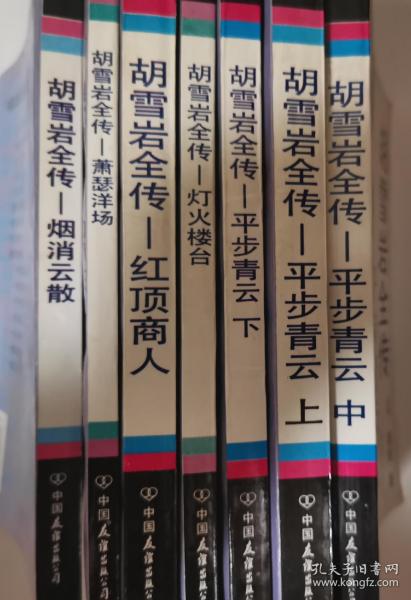 胡雪岩全传—烟消云散
中国友谊出版公司
胡雪岩全传—萧瑟洋场
中国友谊出版公司
胡雪岩全传—红顶商人
中国友谊出版公司
胡雪岩全传—灯火楼台
中国友谊出版公司
胡雪岩全传—平步青云 下
中国友谊出版公司
胡雪岩全传—平步青云 上
中国友谊出版公司
胡雪岩全传—平步青云 中
中国友谊出版公司
孔夫子旧书网
www.kongfz.com